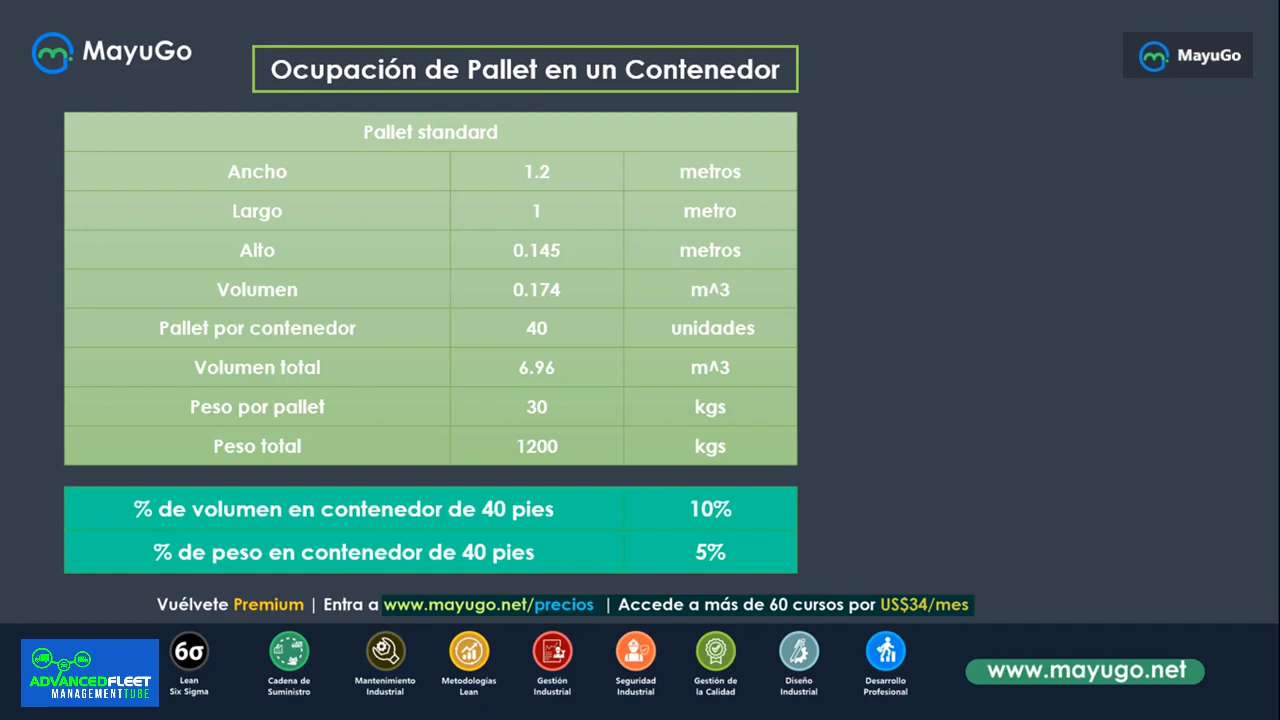 MayuGo
Ocupación de Pallet en un Contenedor
MayuGo
Pallet standard
Ancho 1.2 metros
Largo 1 metro
Alto 0.145 metros
Volumen 0.174 m^3
Pallet por contenedor 40 unidades
Volumen total 6.96 m^3
Peso por pallet 30 kgs
Peso total 1200 kgs
% de volumen en contenedor de 40 pies 10%
% de peso en contenedor de 40 pies 5%
Vuélvete Premium | Entra a www.mayugo.net/precios | Accede a más de 60 cursos por US$34/mes
ADVANCEDFLEET
MANAGEMENTTUBE
6σ
Lean
Six Sigma
Cadena de
Suministro
Mantenimiento
Industrial
Metodologías
Lean
Gestión
Industrial
Seguridad
Industrial
Gestión de
la Calidad
Diseño
Industrial
Desarrollo
Profesional
www.mayugo.net